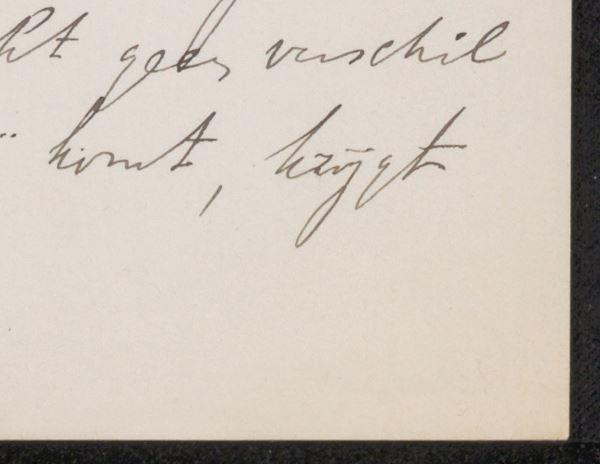 geen verschil
komt, krijgt